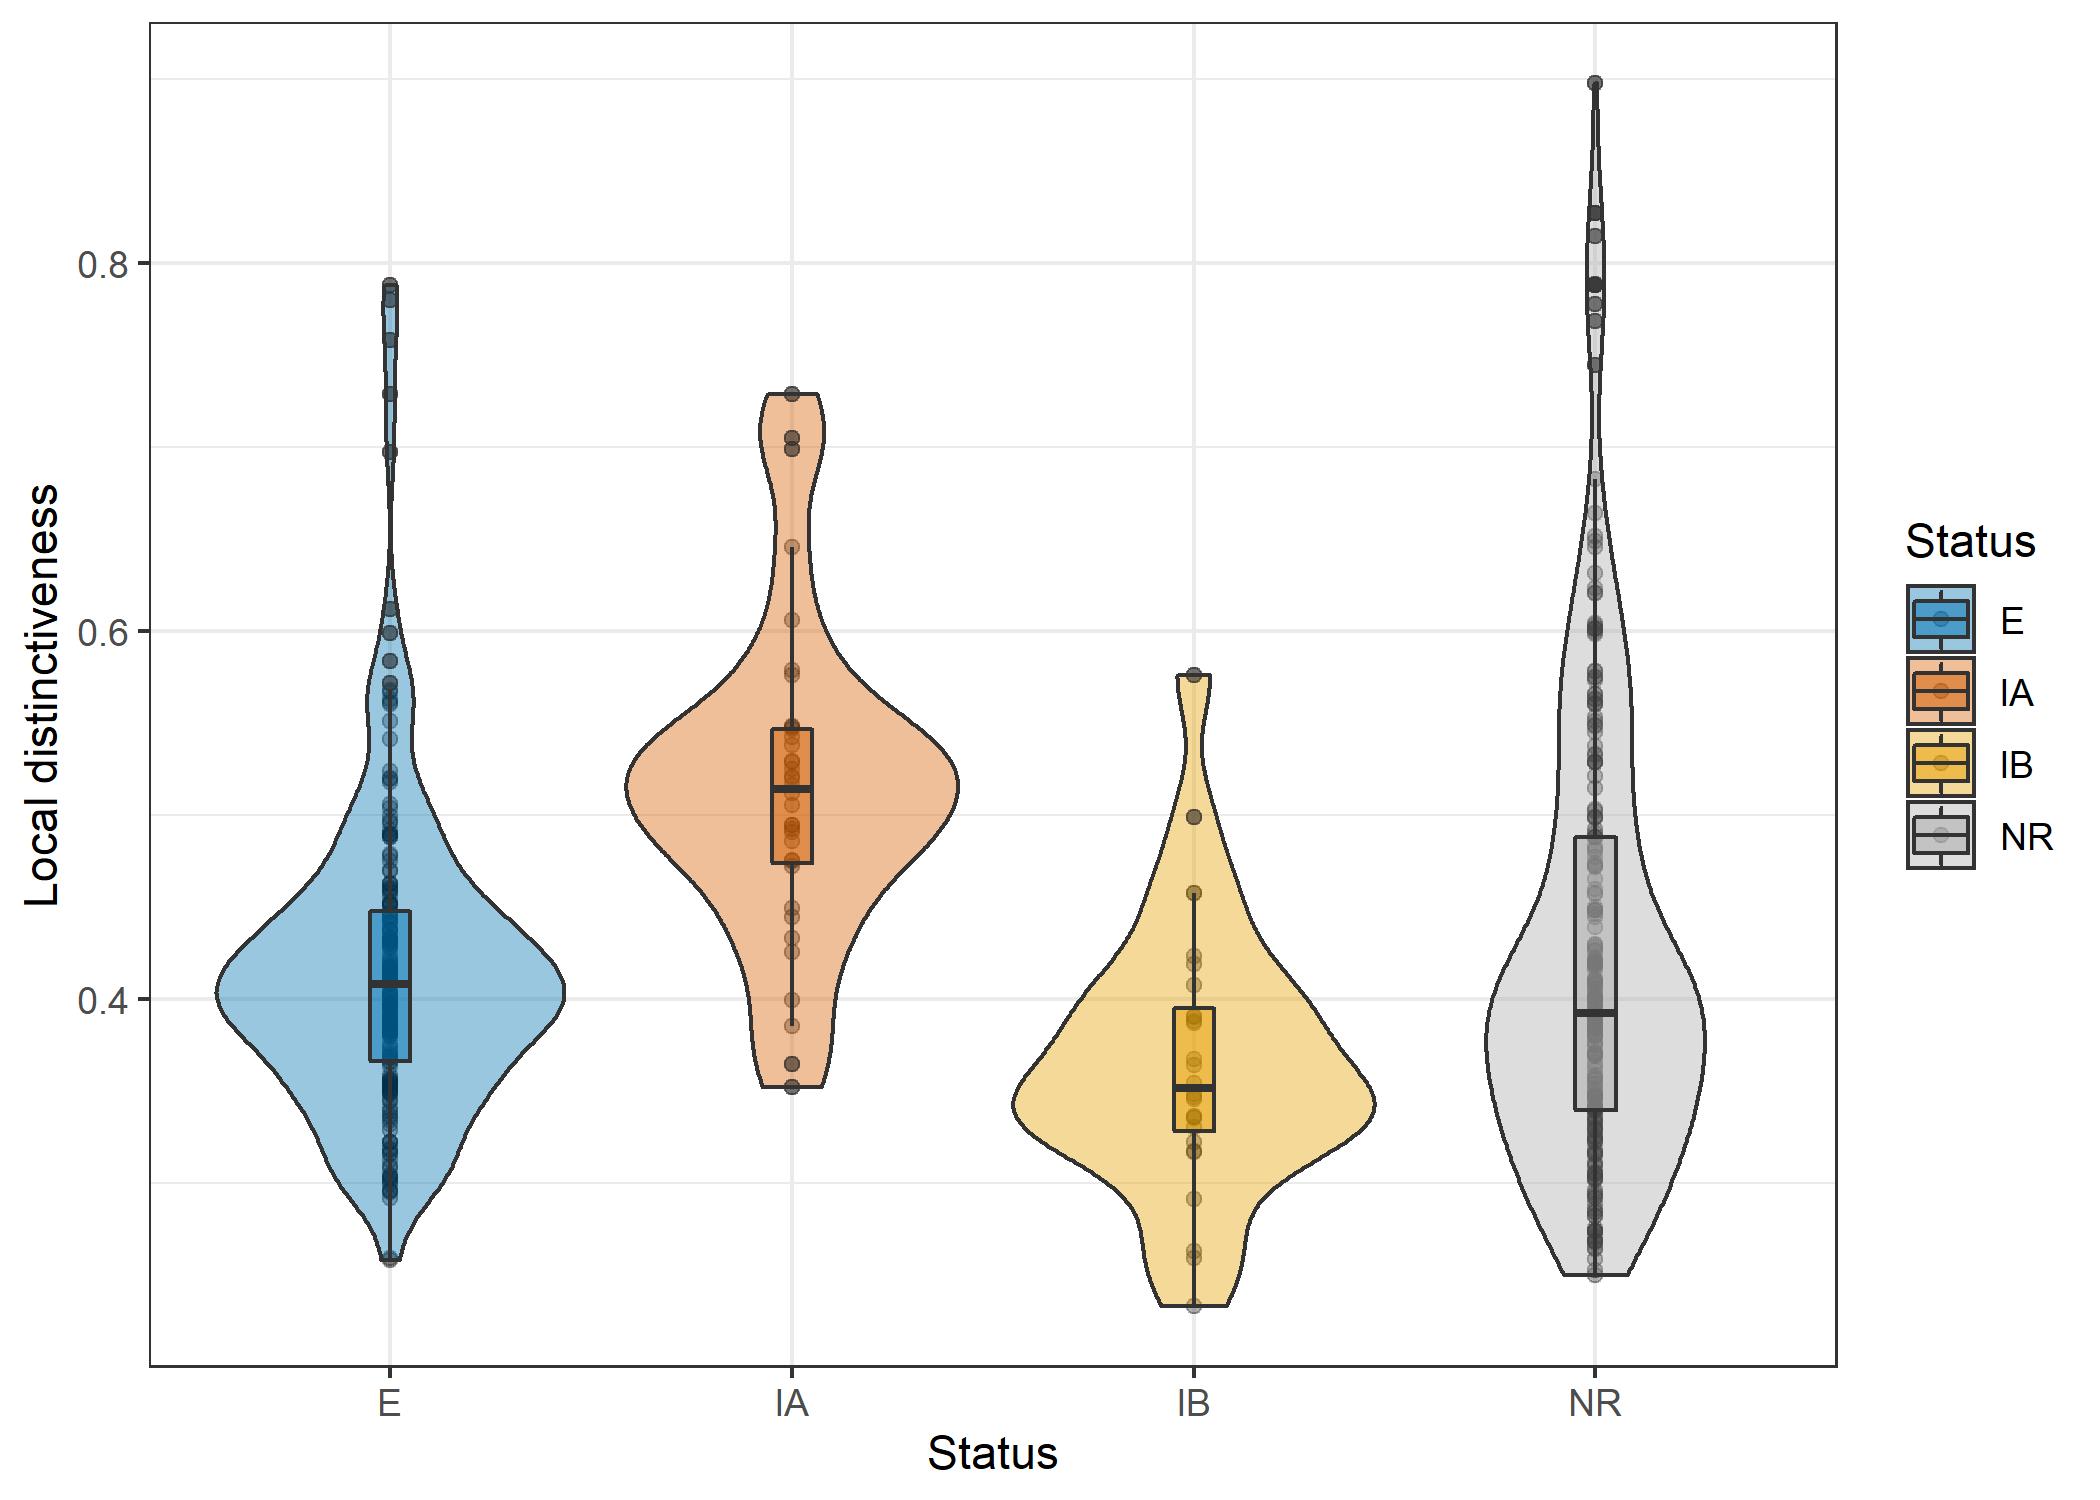 Local distinctiveness
0.8
0.6
0.4
E
IA
IB
NR
Status
Status
E
IA
IB
NR